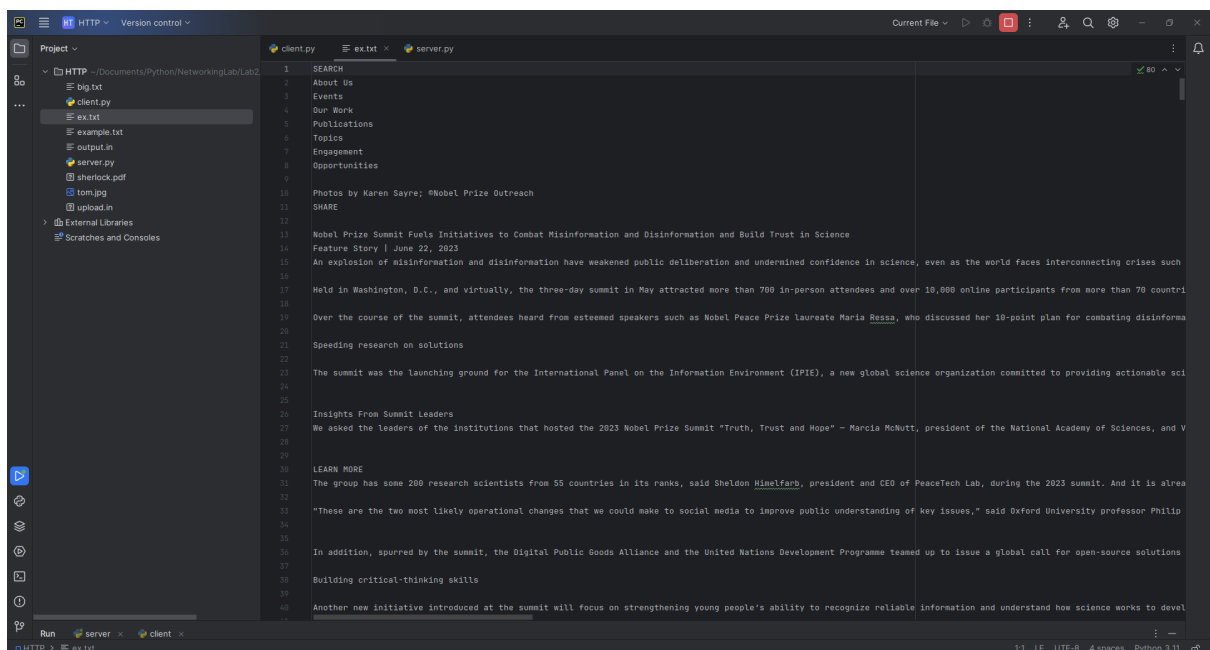 PC HT HTTP Version control Current File
Project
client.py ex.txt server.py
HTTP ~/Documents/Python/NetworkingLab/Lab2
big.txt
client.py
ex.txt
example.txt
output.in
server.py
sherlock.pdf
tom.jpg
upload.in
External Libraries
Scratches and Consoles
80
1 SEARCH
2 About Us
3 Events
4 Our Work
5 Publications
6 Topics
7 Engagement
8 Opportunities
9
10 Photos by Karen Sayre; ©Nobel Prize Outreach
11 SHARE
12
13 Nobel Prize Summit Fuels Initiatives to Combat Misinformation and Disinformation and Build Trust in Science
14 Feature Story | June 22, 2023
15 An explosion of misinformation and disinformation have weakened public deliberation and undermined confidence in science, even as the world faces interconnecting crises such
16
17 Held in Washington, D.C., and virtually, the three-day summit in May attracted more than 700 in-person attendees and over 10,000 online participants from more than 70 countri
18
19 Over the course of the summit, attendees heard from esteemed speakers such as Nobel Peace Prize laureate Maria Ressa, who discussed her 10-point plan for combating disinforma
20
21 Speeding research on solutions
22
23 The summit was the launching ground for the International Panel on the Information Environment (IPIE), a new global science organization committed to providing actionable sci
24
25
26 Insights From Summit Leaders
27 We asked the leaders of the institutions that hosted the 2023 Nobel Prize Summit "Truth, Trust and Hope" — Marcia McNutt, president of the National Academy of Sciences, and V
28
29
30 LEARN MORE
31 The group has some 200 research scientists from 55 countries in its ranks, said Sheldon Himelfarb, president and CEO of PeaceTech Lab, during the 2023 summit. And it is alrea
32
33 "These are the two most likely operational changes that we could make to social media to improve public understanding of key issues," said Oxford University professor Philip
34
35
36 In addition, spurred by the summit, the Digital Public Goods Alliance and the United Nations Development Programme teamed up to issue a global call for open-source solutions
37
38 Building critical-thinking skills
39
40 Another new initiative introduced at the summit will focus on strengthening young people's ability to recognize reliable information and understand how science works to devel
Run server client
HTTP > ex.txt 1:1 LF UTF-8 4 spaces Python 3.11